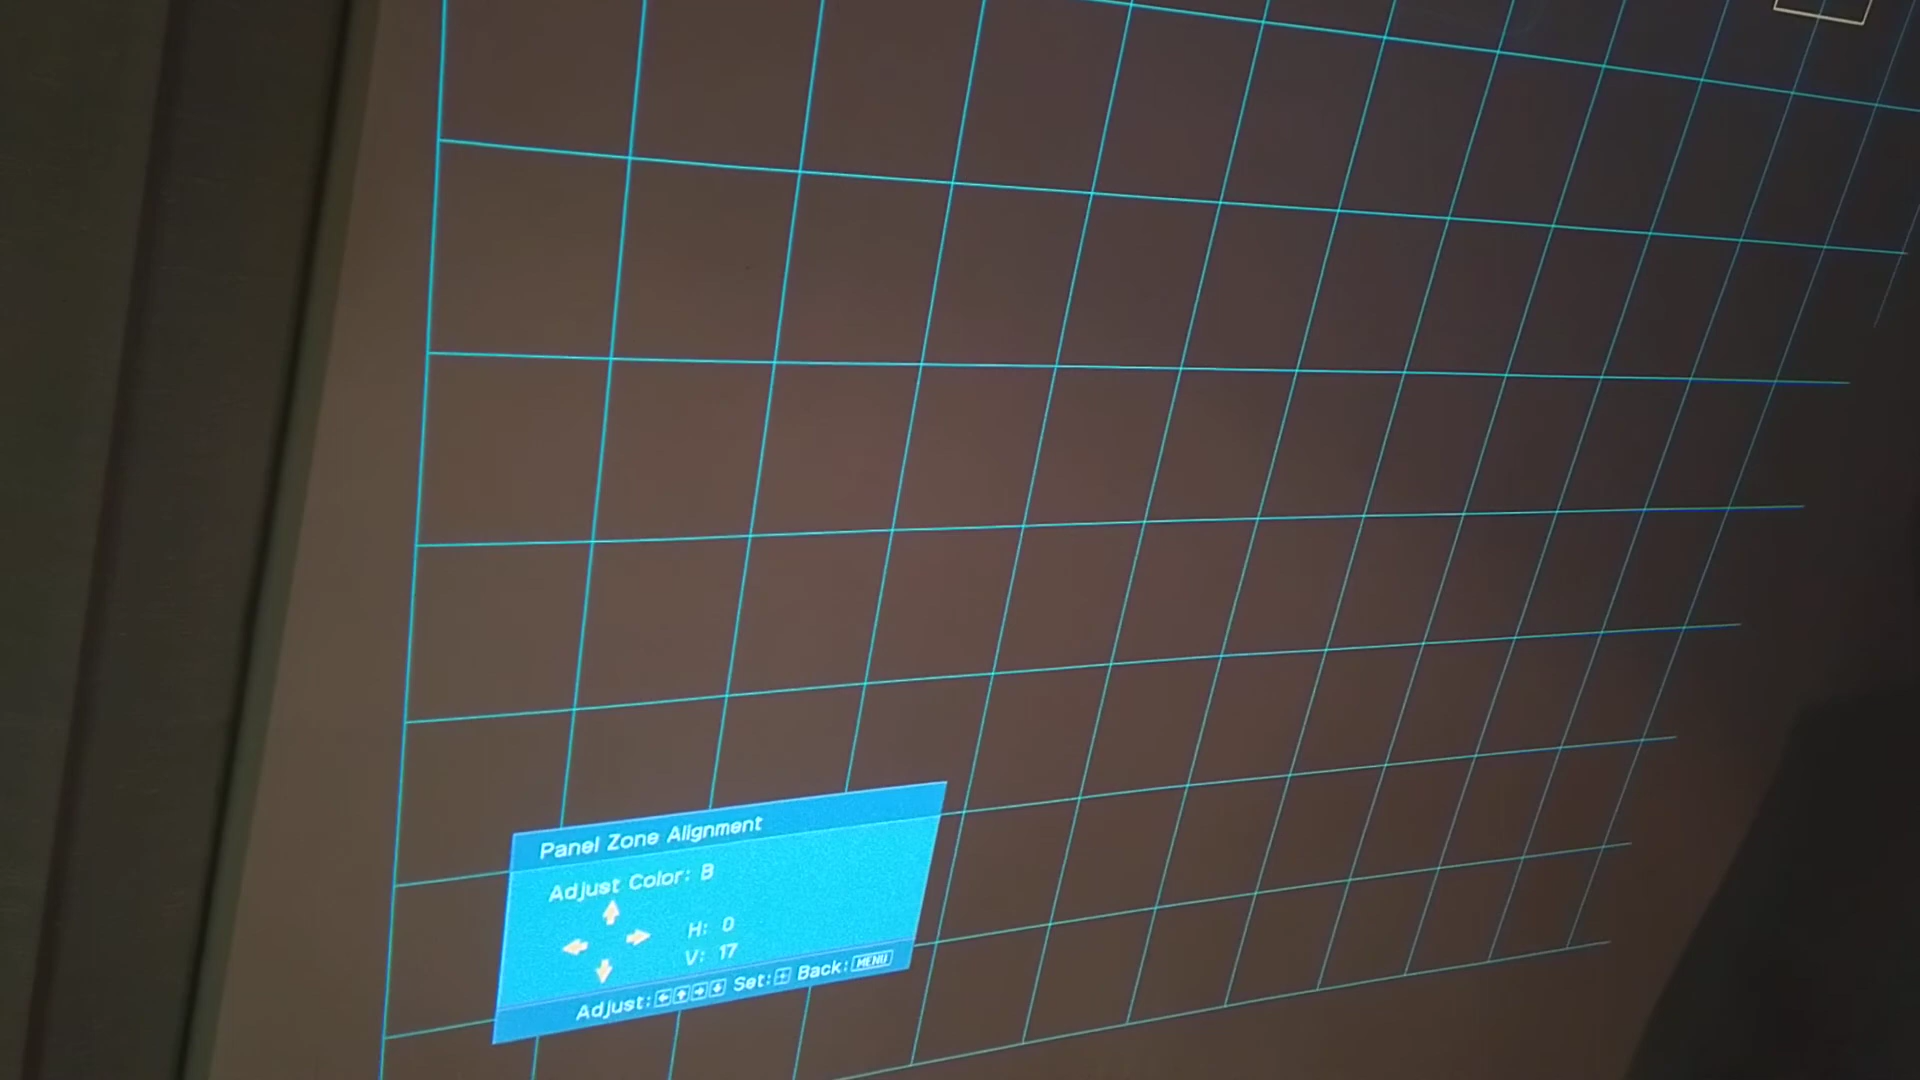 Panel Zone Alignment
Adjust Color: B
H: 0
V: 17
Adjust: Set: Back: MENU